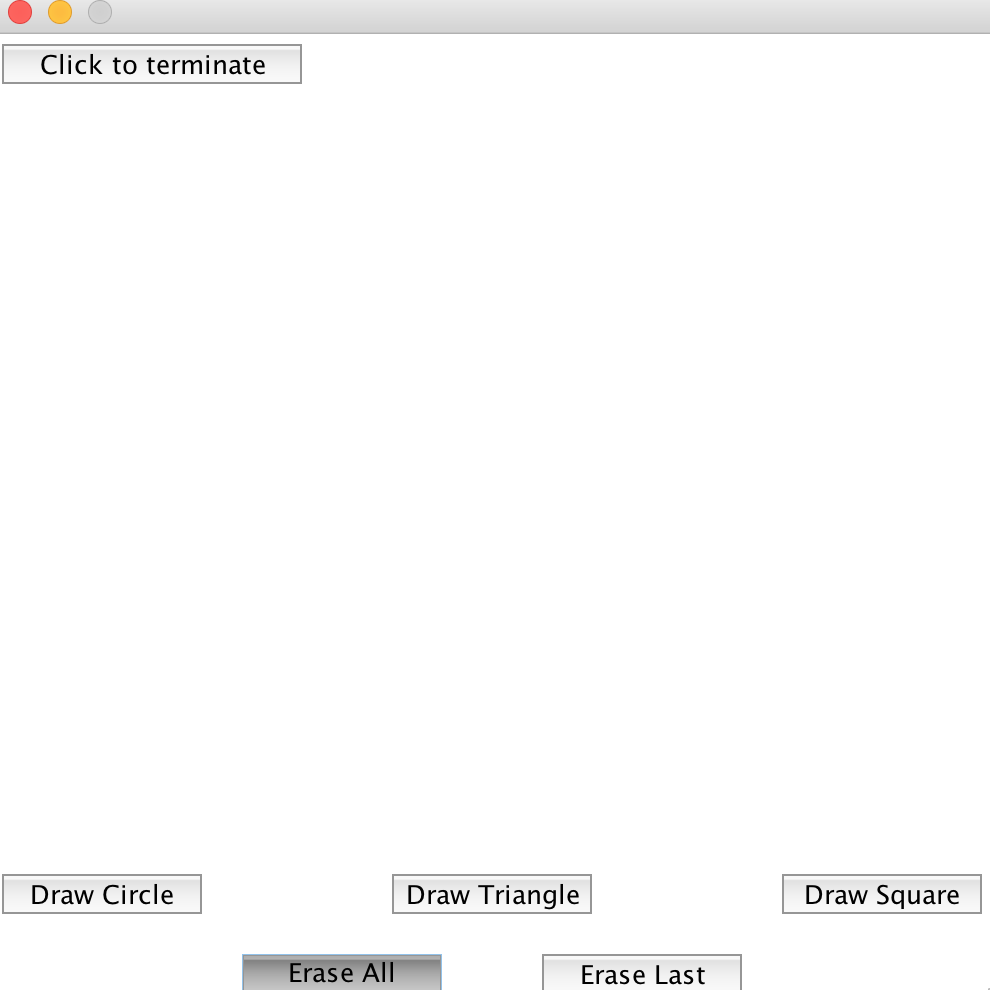 Click to terminate
Draw Circle
Draw Triangle
Draw Square
Erase All
Erase Last